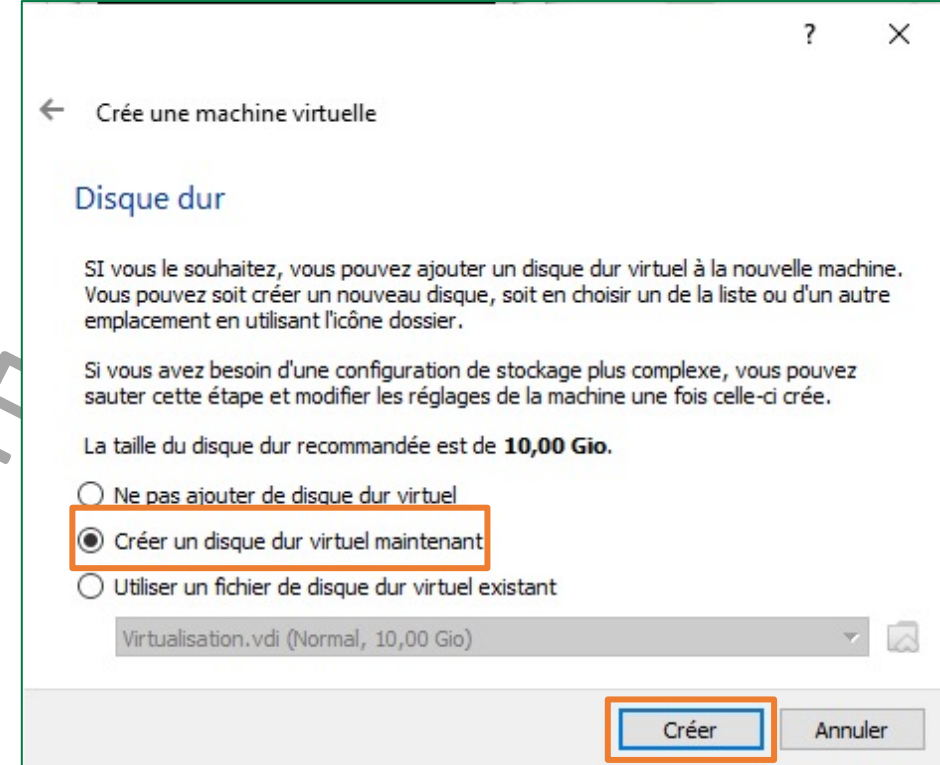 ?
Crée une machine virtuelle
Disque dur
SI vous le souhaitez, vous pouvez ajouter un disque dur virtuel à la nouvelle machine.
Vous pouvez soit créer un nouveau disque, soit en choisir un de la liste ou d'un autre
emplacement en utilisant l'icône dossier.
Si vous avez besoin d'une configuration de stockage plus complexe, vous pouvez
sauter cette étape et modifier les réglages de la machine une fois celle-ci crée.
La taille du disque dur recommandée est de 10,00 Gio.
Ne pas ajouter de disque dur virtuel
Créer un disque dur virtuel maintenant
Utiliser un fichier de disque dur virtuel existant
Virtualisation.vdi (Normal, 10,00 Gio)
Créer Annuler